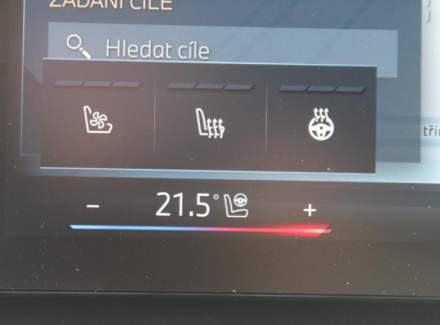 ZADÁNÍ CÍLE
Hledat cíle
− 21.5° +